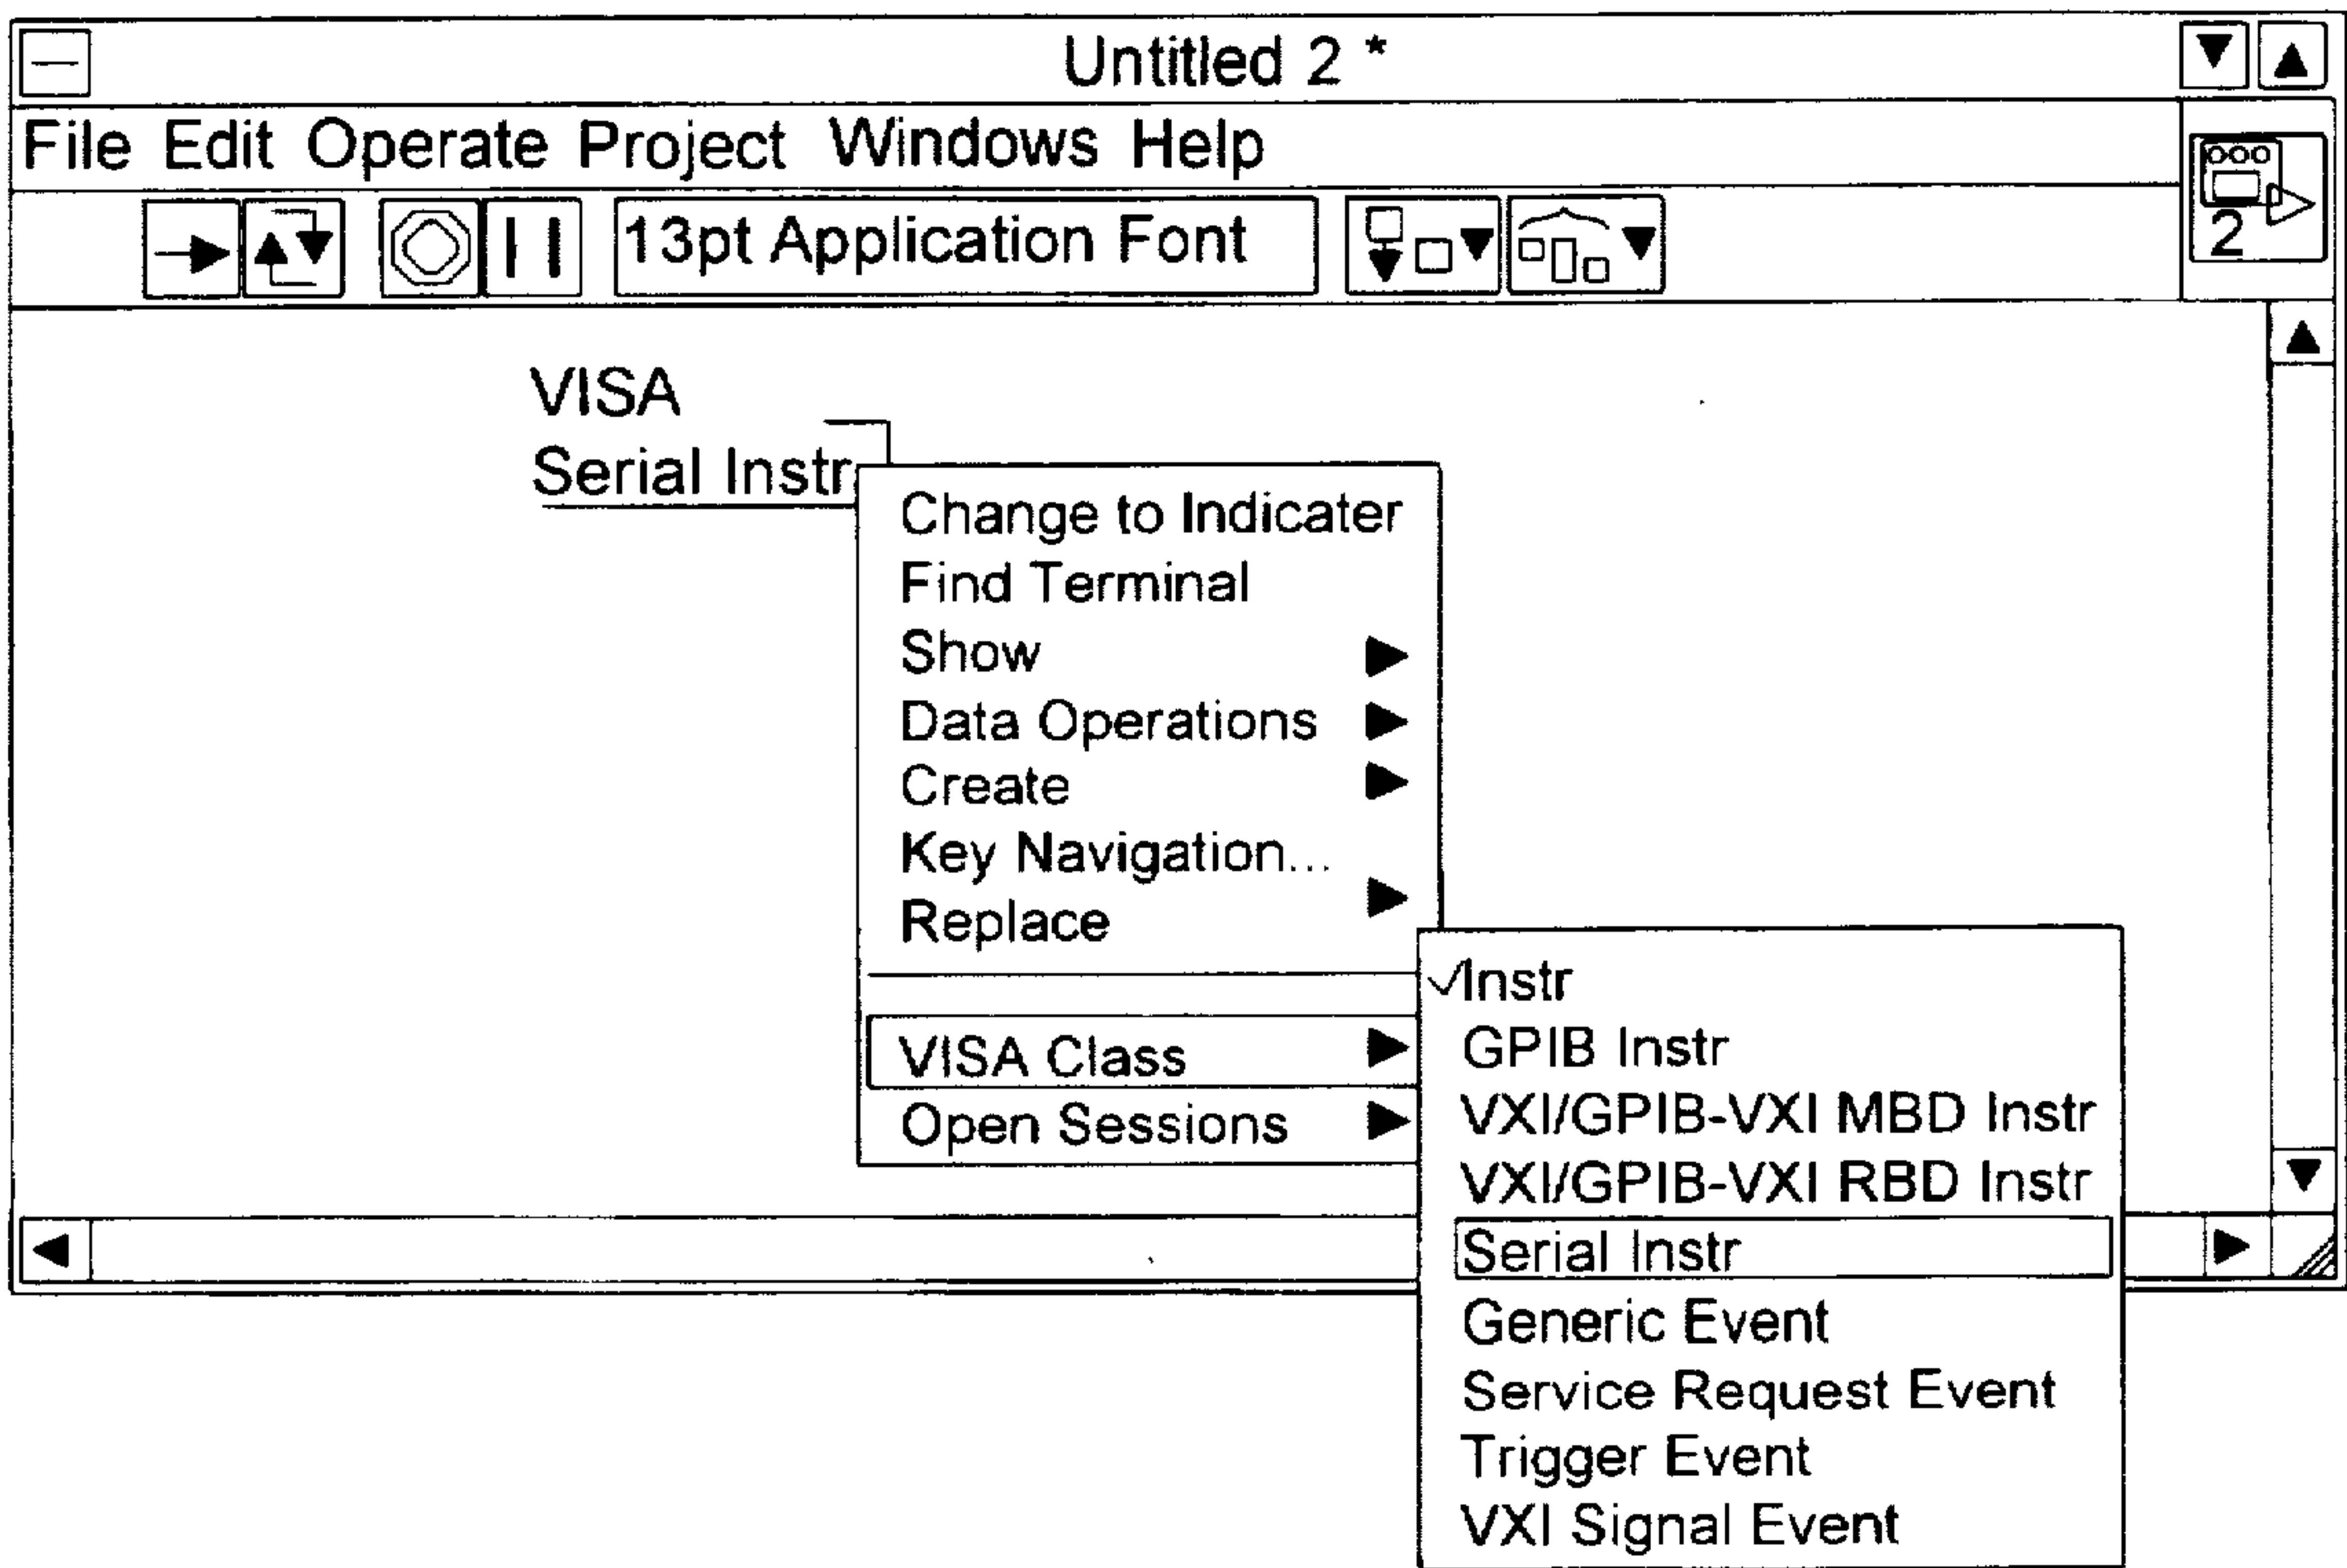 Untitled 2 *
File Edit Operate Project Windows Help
2
13pt Application Font
VISA
Serial Instr
Change to Indicater
Find Terminal
Show
Data Operations
Create
Key Navigation...
Replace
VISA Class
Open Sessions
Instr
GPIB Instr
VXI/GPIB-VXI MBD Instr
VXI/GPIB-VXI RBD Instr
Serial Instr
Generic Event
Service Request Event
Trigger Event
VXI Signal Event